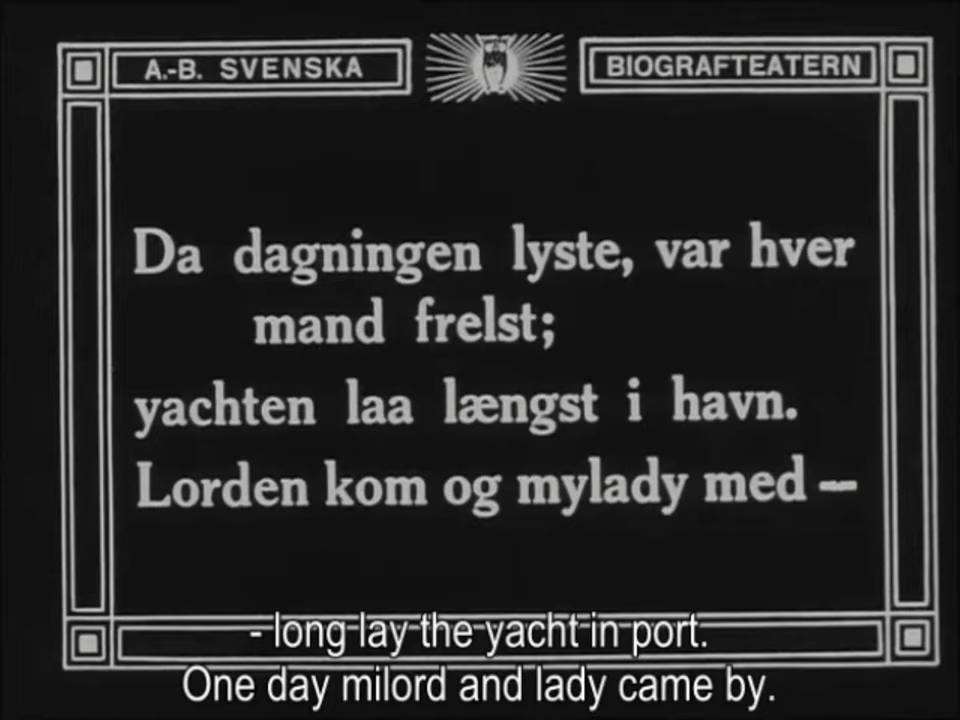 A.-B. SVENSKA
BIOGRAFTEATERN
Da dagningen lyste, var hver
mand frelst;
yachten laa længst i havn.
Lorden kom og mylady med —
- long lay the yacht in port.
One day milord and lady came by.